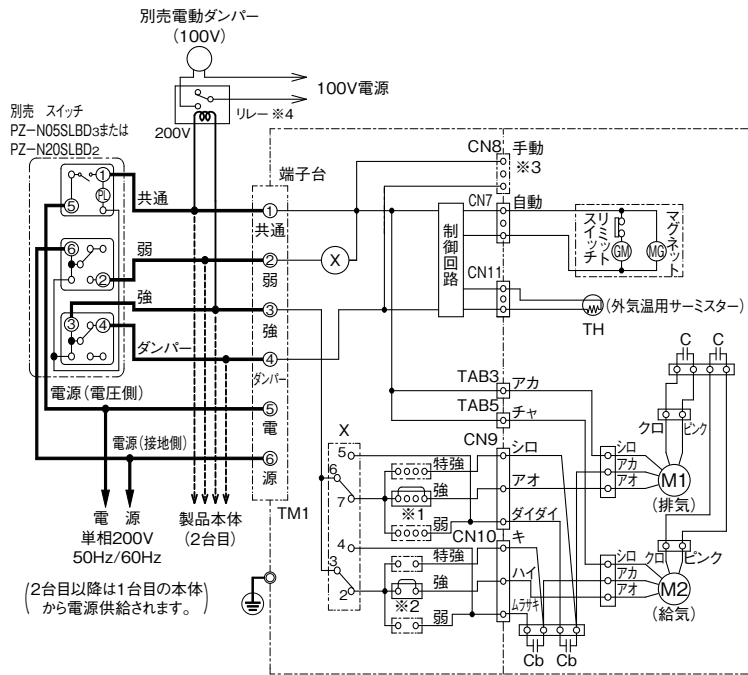 別売電動ダンパー
(100V)
100V電源
リレー ※4
200V
別売 スイッチ
PZ-N05SLBD3または
PZ-N20SLBD2
①
PL
⑤
共通
⑥
②
弱
強
③
④
ダンパー
電源(電圧側)
電源(接地側)
電 源
単相200V
50Hz/60Hz
製品本体
(2台目)
(2台目以降は1台目の本体
から電源供給されます。)
端子台
①
共通
②
弱
③
強
④
ダンパー
⑤
電
⑥
源
TM1
X
CN8
手動
※3
CN7
自動
制御回路
CN11
リミット
スイッチ
GM
マグネット
MG
(外気温用サーミスター)
TH
TAB3
アカ
TAB5
チャ
CN9
シロ
アオ
ダイダイ
CN10
キ
ハイ
ムラサキ
X
5
6
7
4
3
2
特強
強
※1
弱
特強
強
※2
弱
C
C
クロ
ピンク
シロ
アカ
アオ
M1
(排気)
クロ
ピンク
シロ
アカ
アオ
M2
(給気)
Cb
Cb